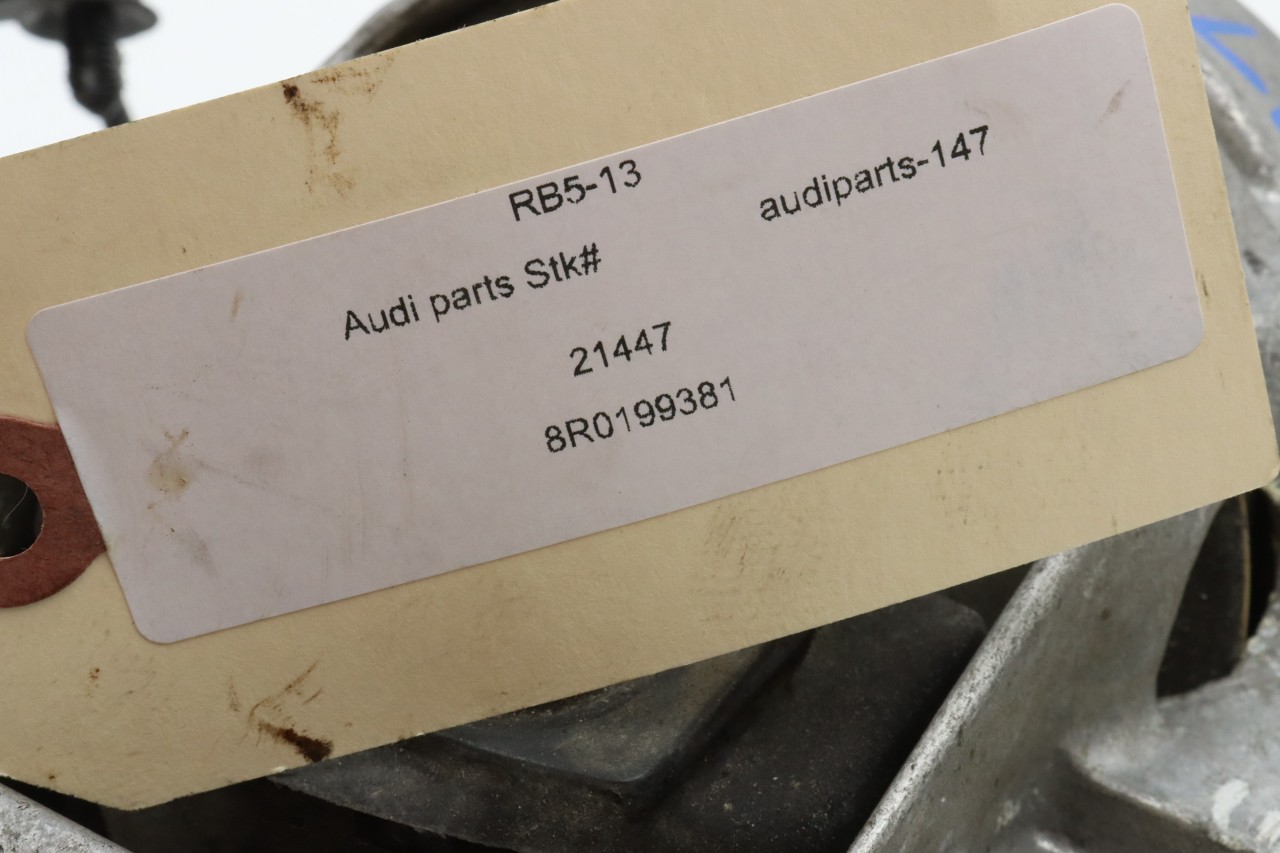 RB5-13
audiparts-147
Audi parts Stk#
21447
8R0199381